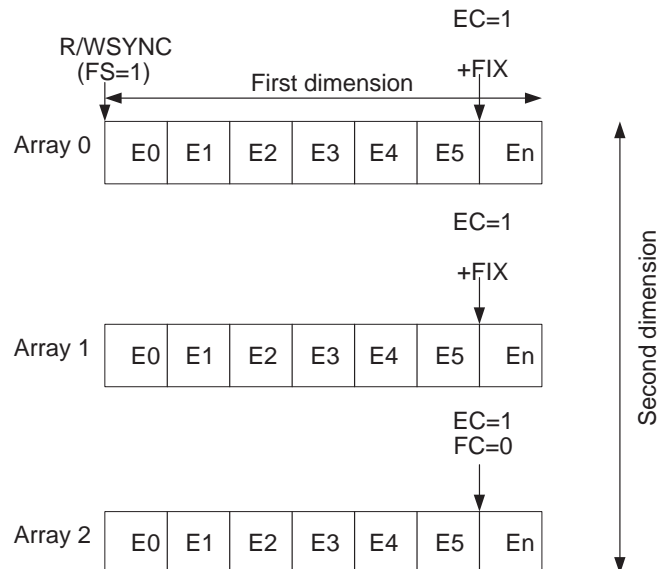 EC=1
R/WSYNC
(FS=1)
First dimension
+FIX
Array 0
E0 E1 E2 E3 E4 E5 En
EC=1
+FIX
Second dimension
Array 1
E0 E1 E2 E3 E4 E5 En
EC=1
FC=0
Array 2
E0 E1 E2 E3 E4 E5 En